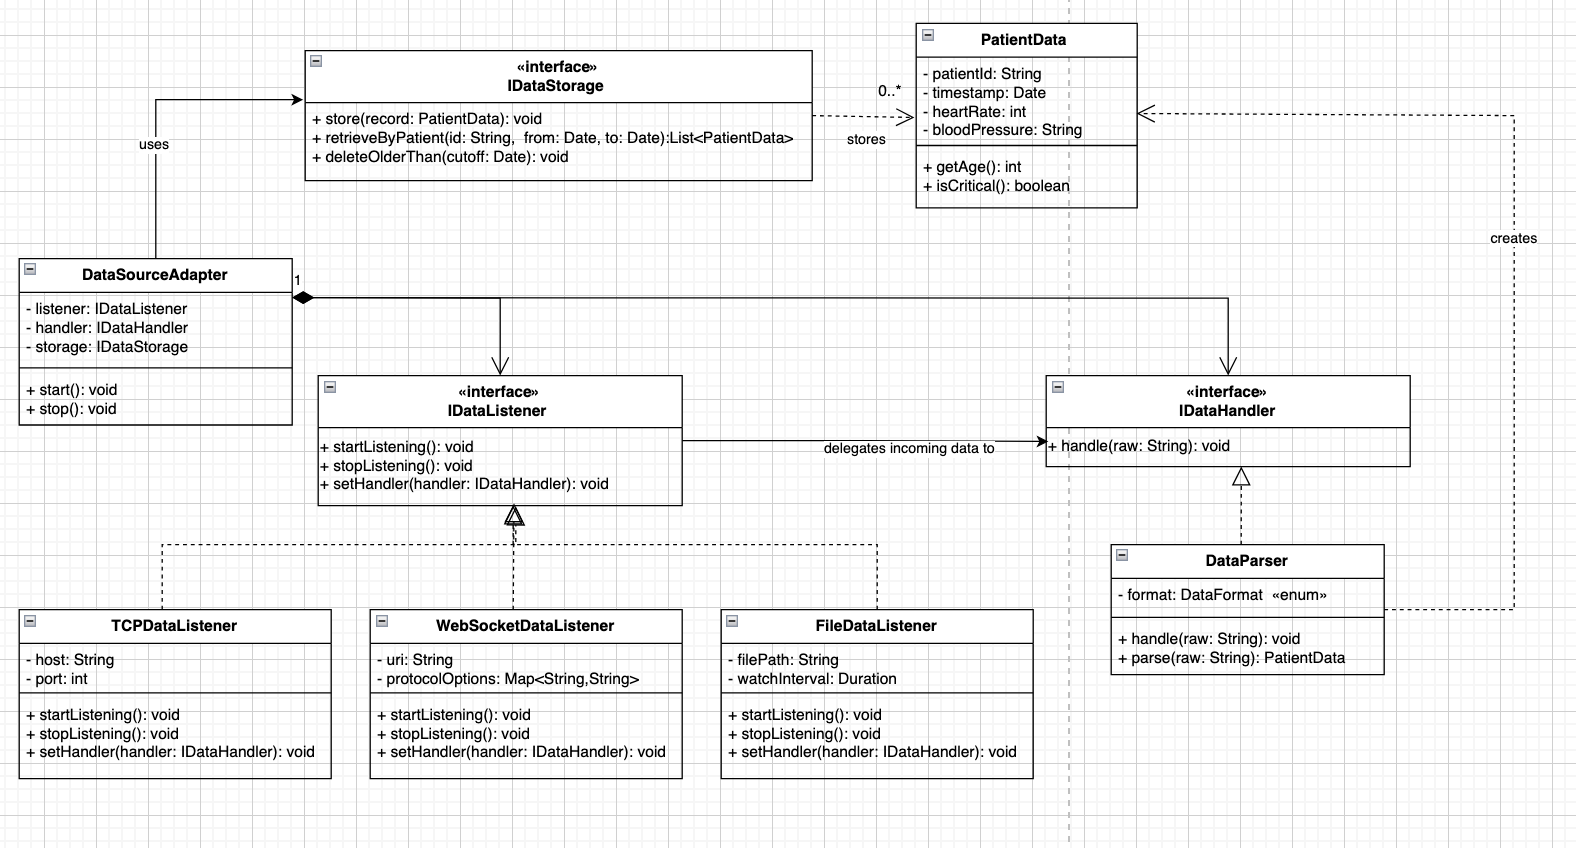 «interface»
IDataStorage
+ store(record: PatientData): void
+ retrieveByPatient(id: String,  from: Date, to: Date):List<PatientData>
+ deleteOlderThan(cutoff: Date): void
PatientData
- patientId: String
- timestamp: Date
- heartRate: int
- bloodPressure: String
+ getAge(): int
+ isCritical(): boolean
0..*
stores
uses
creates
DataSourceAdapter
- listener: IDataListener
- handler: IDataHandler
- storage: IDataStorage
+ start(): void
+ stop(): void
1
«interface»
IDataListener
+ startListening(): void
+ stopListening(): void
+ setHandler(handler: IDataHandler): void
delegates incoming data to
«interface»
IDataHandler
+ handle(raw: String): void
DataParser
- format: DataFormat  «enum»
+ handle(raw: String): void
+ parse(raw: String): PatientData
TCPDataListener
- host: String
- port: int
+ startListening(): void
+ stopListening(): void
+ setHandler(handler: IDataHandler): void
WebSocketDataListener
- uri: String
- protocolOptions: Map<String,String>
+ startListening(): void
+ stopListening(): void
+ setHandler(handler: IDataHandler): void
FileDataListener
- filePath: String
- watchInterval: Duration
+ startListening(): void
+ stopListening(): void
+ setHandler(handler: IDataHandler): void